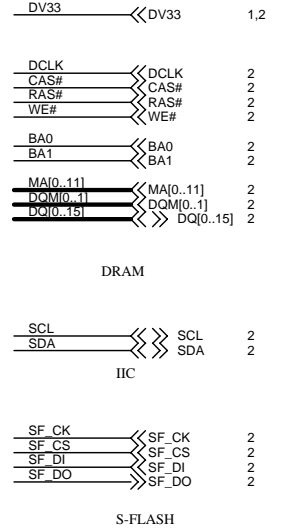 DV33 DV33 1,2
DCLK DCLK 2
CAS# CAS# 2
RAS# RAS# 2
WE# WE# 2
BA0 BA0 2
BA1 BA1 2
MA[0..11] MA[0..11] 2
DQM[0..1] DQM[0..1] 2
DQ[0..15] DQ[0..15] 2
DRAM
SCL SCL 2
SDA SDA 2
IIC
SF_CK SF_CK 2
SF_CS SF_CS 2
SF_DI SF_DI 2
SF_DO SF_DO 2
S-FLASH